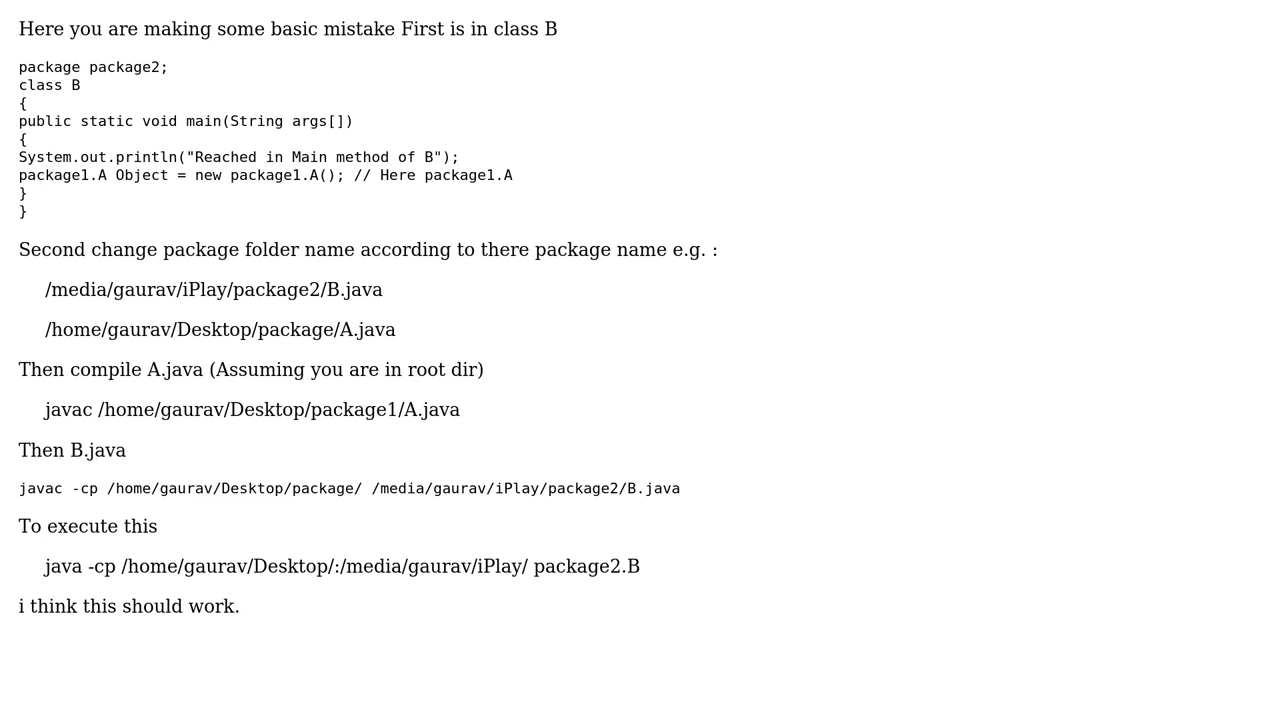 Here you are making some basic mistake First is in class B
package package2;
class B
{
public static void main(String args[])
{
System.out.println("Reached in Main method of B");
package1.A Object = new package1.A(); // Here package1.A
}
}
Second change package folder name according to there package name e.g. :
/media/gaurav/iPlay/package2/B.java
/home/gaurav/Desktop/package/A.java
Then compile A.java (Assuming you are in root dir)
javac /home/gaurav/Desktop/package1/A.java
Then B.java
javac -cp /home/gaurav/Desktop/package/ /media/gaurav/iPlay/package2/B.java
To execute this
java -cp /home/gaurav/Desktop/:/media/gaurav/iPlay/ package2.B
i think this should work.